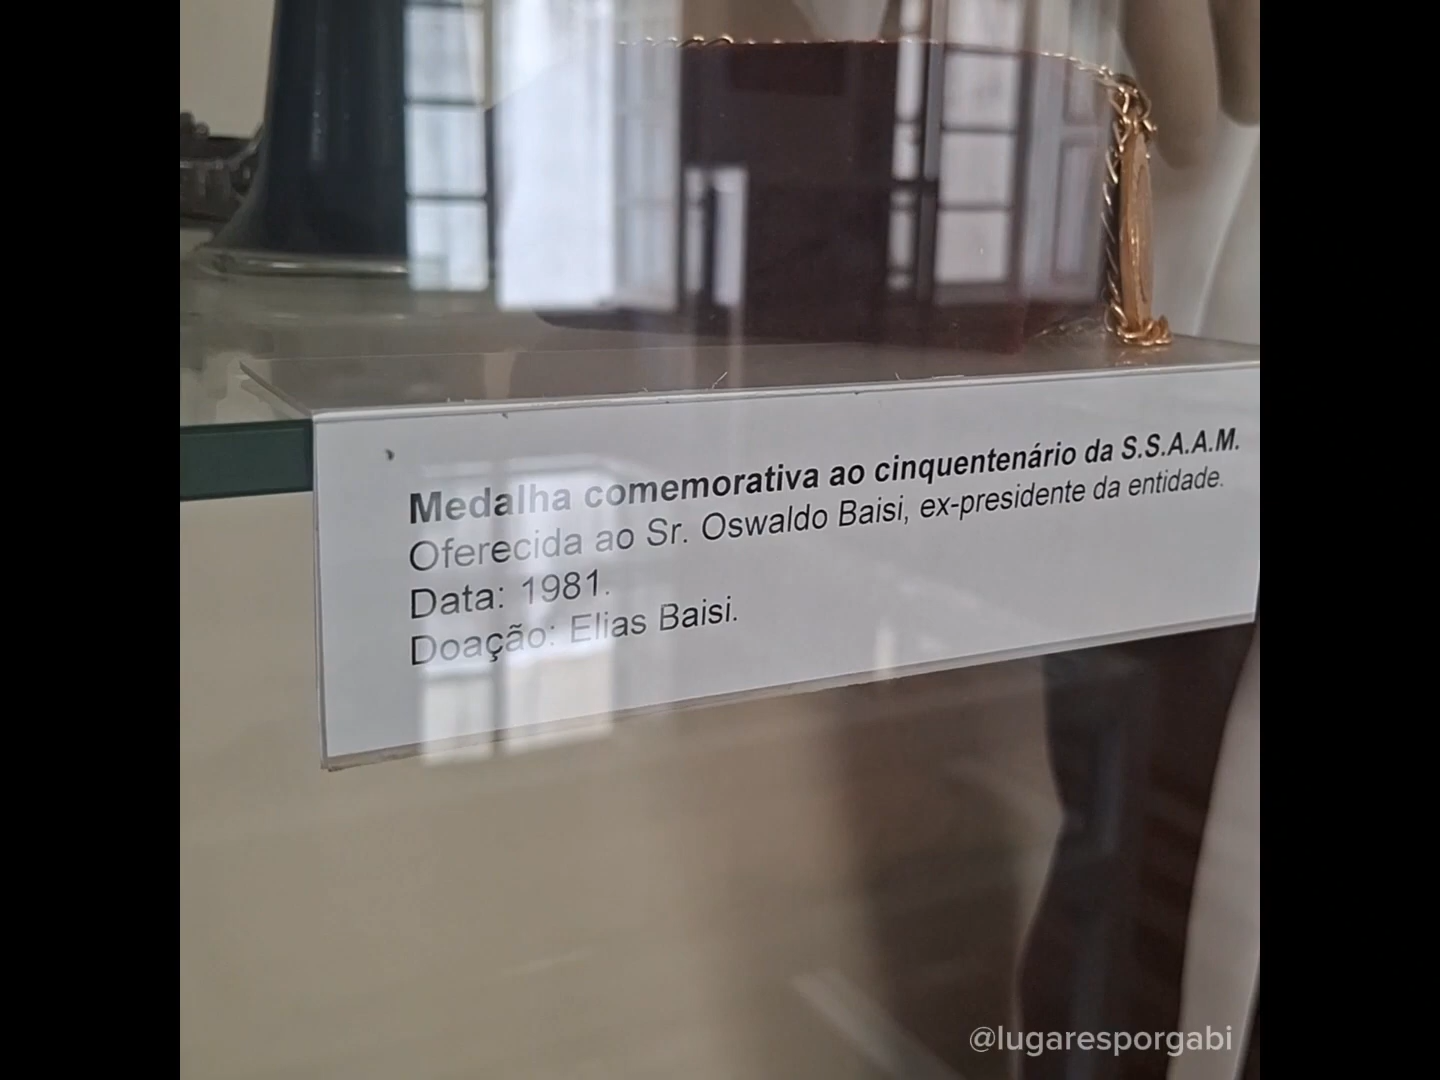 Medalha comemorativa ao cinquentenário da S.S.A.A.M.
Oferecida ao Sr. Oswaldo Baisi, ex-presidente da entidade.
Data: 1981.
Doação: Elias Baisi.
@lugaresporgabi